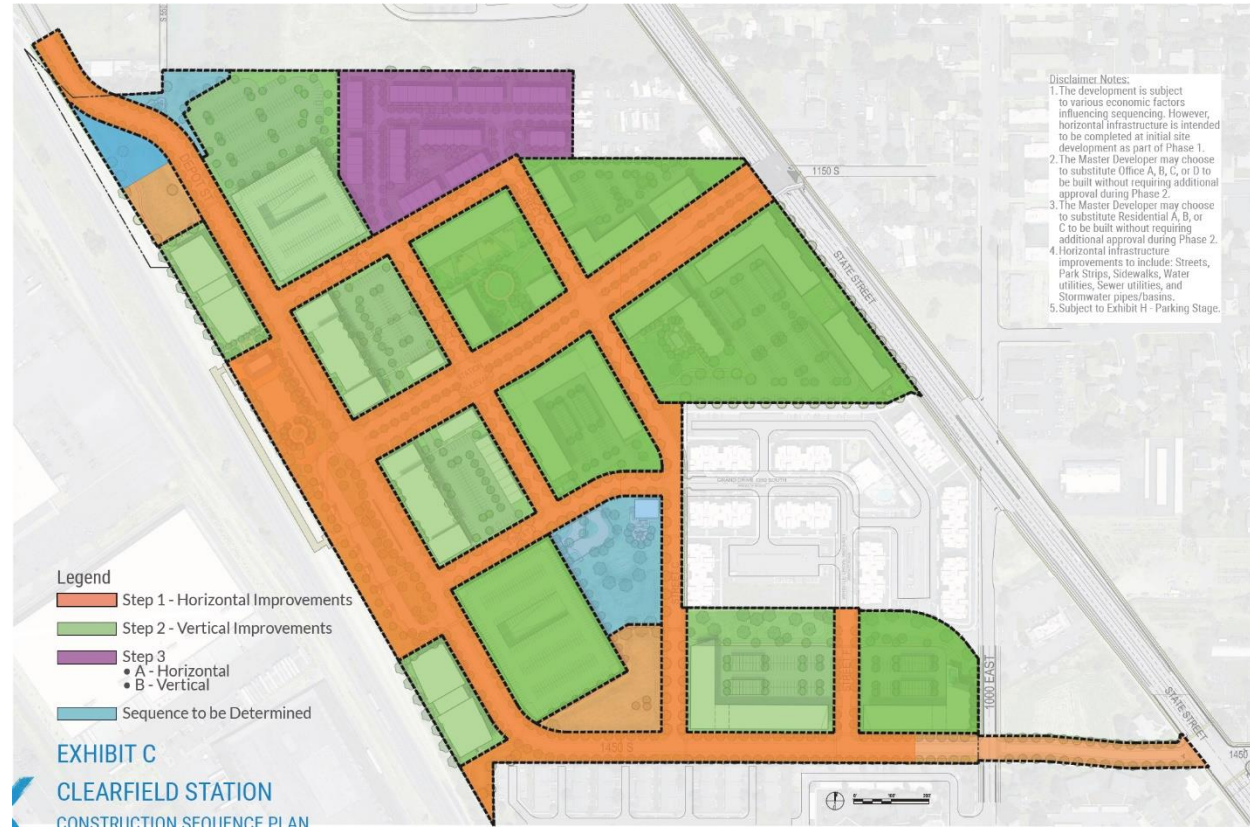 Disclaimer Notes:
1. The development is subject
to various economic factors
influencing sequencing. However,
horizontal infrastructure is intended
to be completed at initial site
development as part of Phase 1.
2. The Master Developer may choose
to substitute Office A, B, C, or D to
be built without requiring additional
approval during Phase 2.
3. The Master Developer may choose
to substitute Residential A, B, or
C to be built without requiring
additional approval during Phase 2.
4. Horizontal infrastructure
improvements to include: Streets,
Park Strips, Sidewalks, Water
utilities, Sewer utilities, and
Stormwater pipes/basins.
5. Subject to Exhibit H - Parking Stage.
1150 S
STATE STREET
1000 EAST
STATE STREET
1450 S
1450
Legend
Step 1 - Horizontal Improvements
Step 2 - Vertical Improvements
Step 3
• A - Horizontal
• B - Vertical
Sequence to be Determined
EXHIBIT C
CLEARFIELD STATION
CONSTRUCTION SEQUENCE PLAN